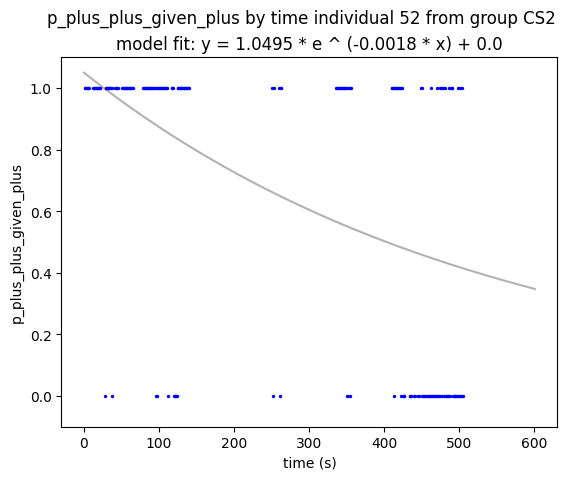 p_plus_plus_given_plus by time individual 52 from group CS2
model fit: y = 1.0495 * e ^ (-0.0018 * x) + 0.0
p_plus_plus_given_plus
1.0
0.8
0.6
0.4
0.2
0.0
0 100 200 300 400 500 600
time (s)